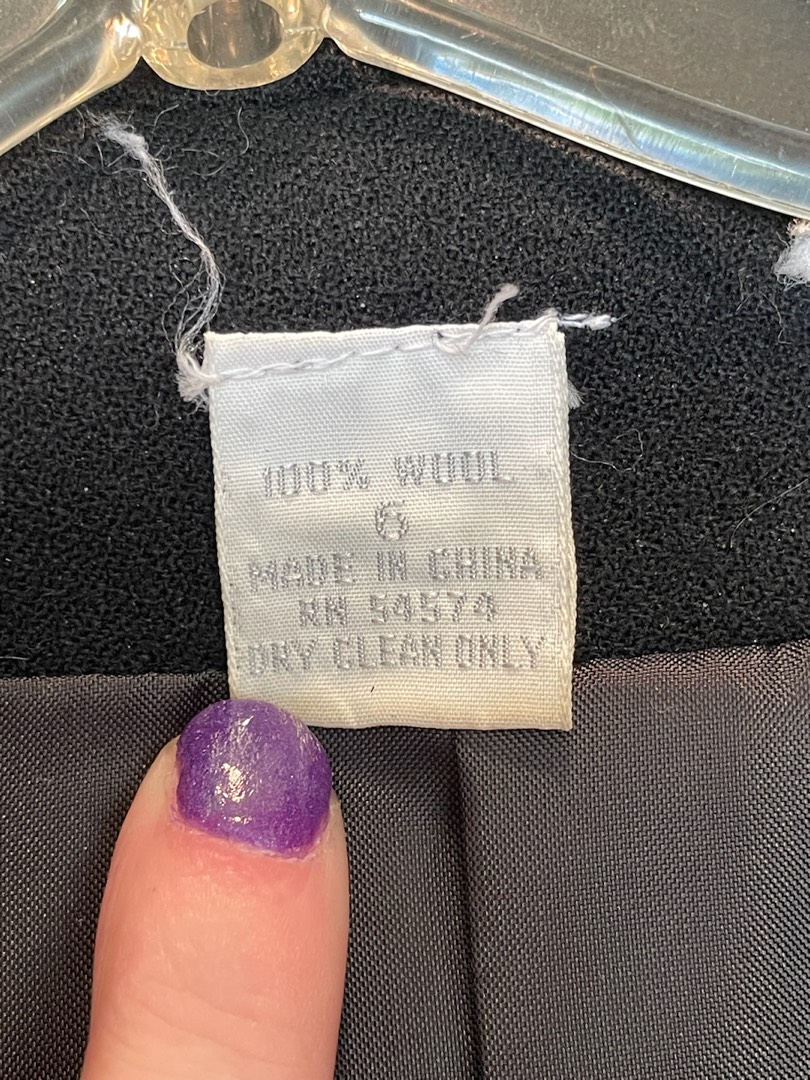 100% WOOL
6
MADE IN CHINA
RN 54574
DRY CLEAN ONLY